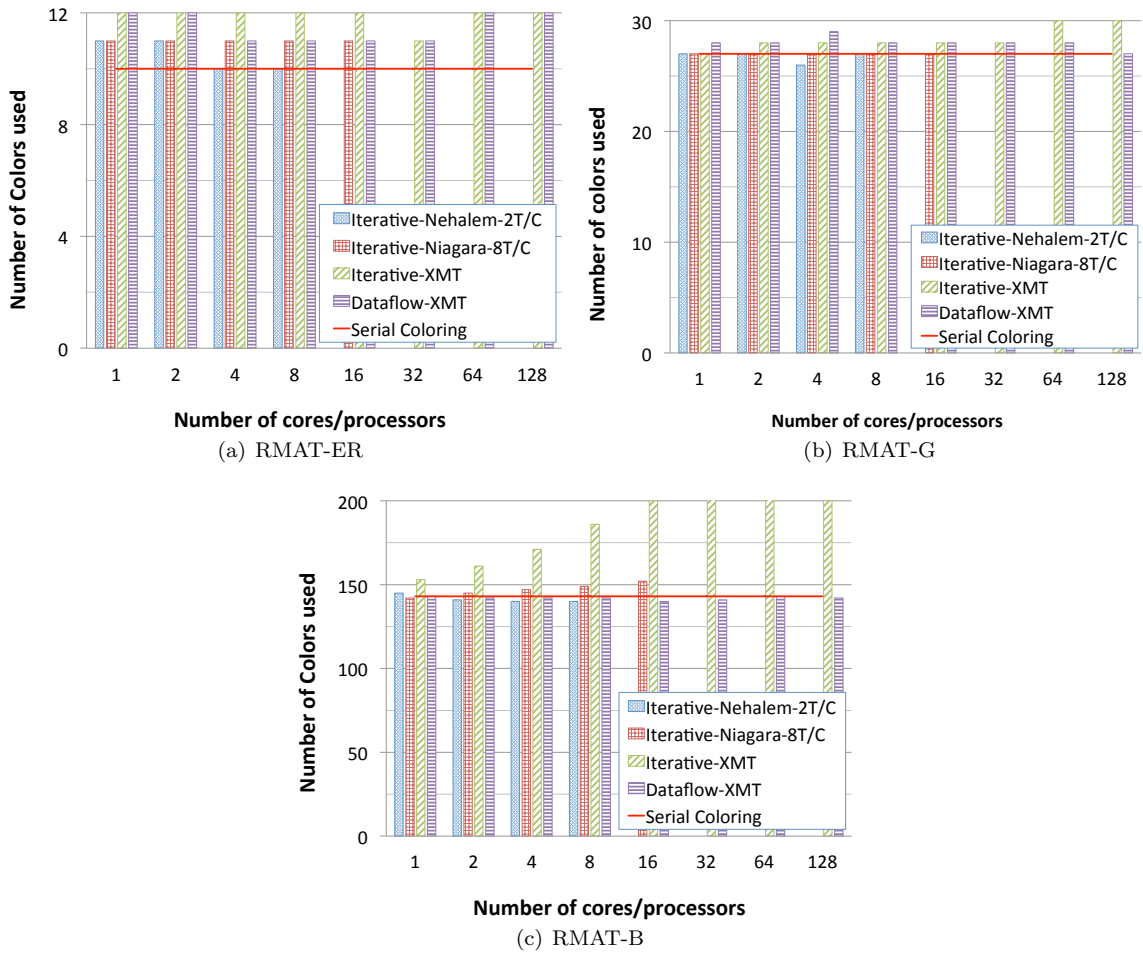 12
8
4
0
Number of Colors used
Iterative-Nehalem-2T/C
Iterative-Niagara-8T/C
Iterative-XMT
Dataflow-XMT
Serial Coloring
1 2 4 8 16 32 64 128
Number of cores/processors
(a) RMAT-ER
30
20
10
0
Number of colors used
Iterative-Nehalem-2T/C
Iterative-Niagara-8T/C
Iterative-XMT
Dataflow-XMT
Serial Coloring
1 2 4 8 16 32 64 128
Number of cores/processors
(b) RMAT-G
200
150
100
50
0
Number of Colors used
Iterative-Nehalem-2T/C
Iterative-Niagara-8T/C
Iterative-XMT
Dataflow-XMT
Serial Coloring
1 2 4 8 16 32 64 128
Number of cores/processors
(c) RMAT-B